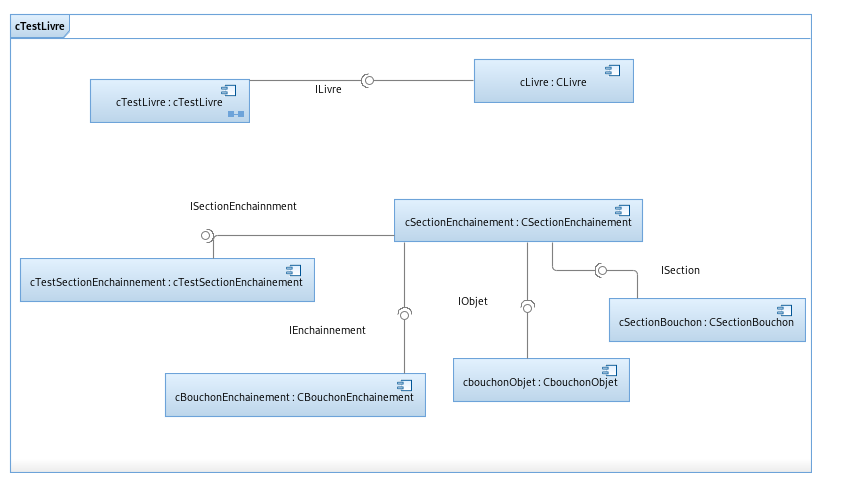 cTestLivre
ILivre
cTestLivre : cTestLivre
cLivre : CLivre
ISectionEnchainnment
cSectionEnchainement : CSectionEnchainement
cTestSectionEnchainnement : cTestSectionEnchainement
ISection
IObjet
IEnchainnement
cSectionBouchon : CSectionBouchon
cBouchonEnchainement : CBouchonEnchainement
cbouchonObjet : CbouchonObjet